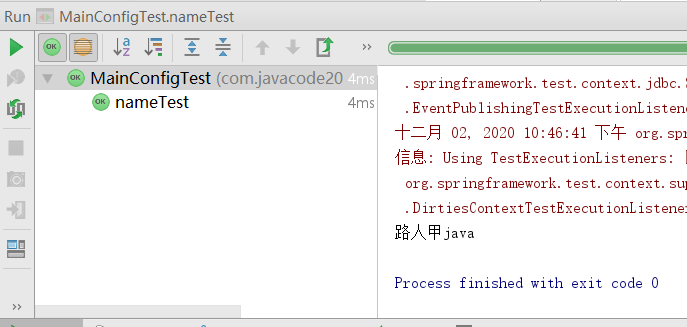 Run MainConfigTest.nameTest
OK
MainConfigTest (com.javacode20 4ms
OK nameTest 4ms
.springframework.test.context.jdbc.
.EventPublishingTestExecutionListene
十二月 02, 2020 10:46:41 下午 org.spr
信息: Using TestExecutionListeners: [
org.springframework.test.context.sup
.DirtiesContextTestExecutionListene
路人甲java
Process finished with exit code 0